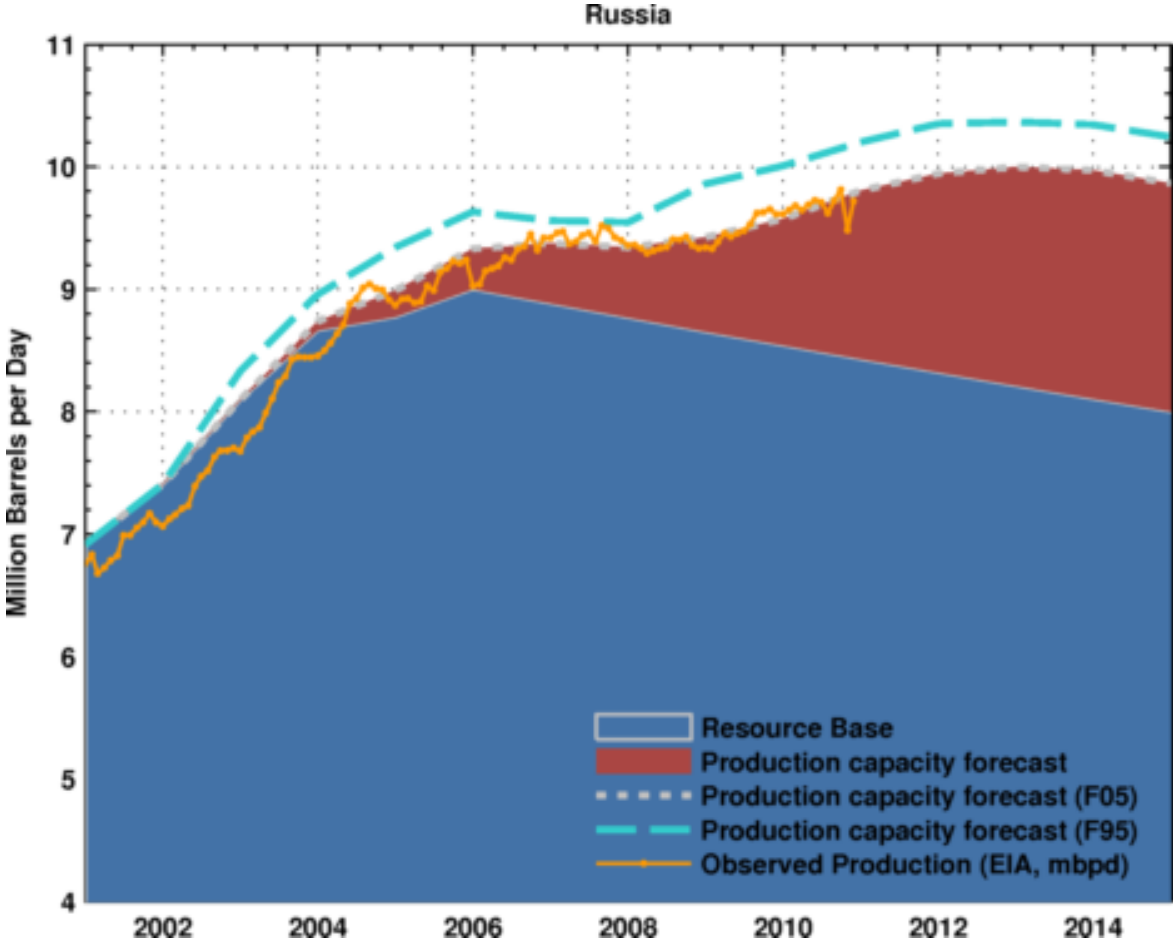 Russia
11
10
9
8
7
6
5
4
Million Barrels per Day
Resource Base
Production capacity forecast
Production capacity forecast (F05)
Production capacity forecast (F95)
Observed Production (EIA, mbpd)
2002 2004 2006 2008 2010 2012 2014